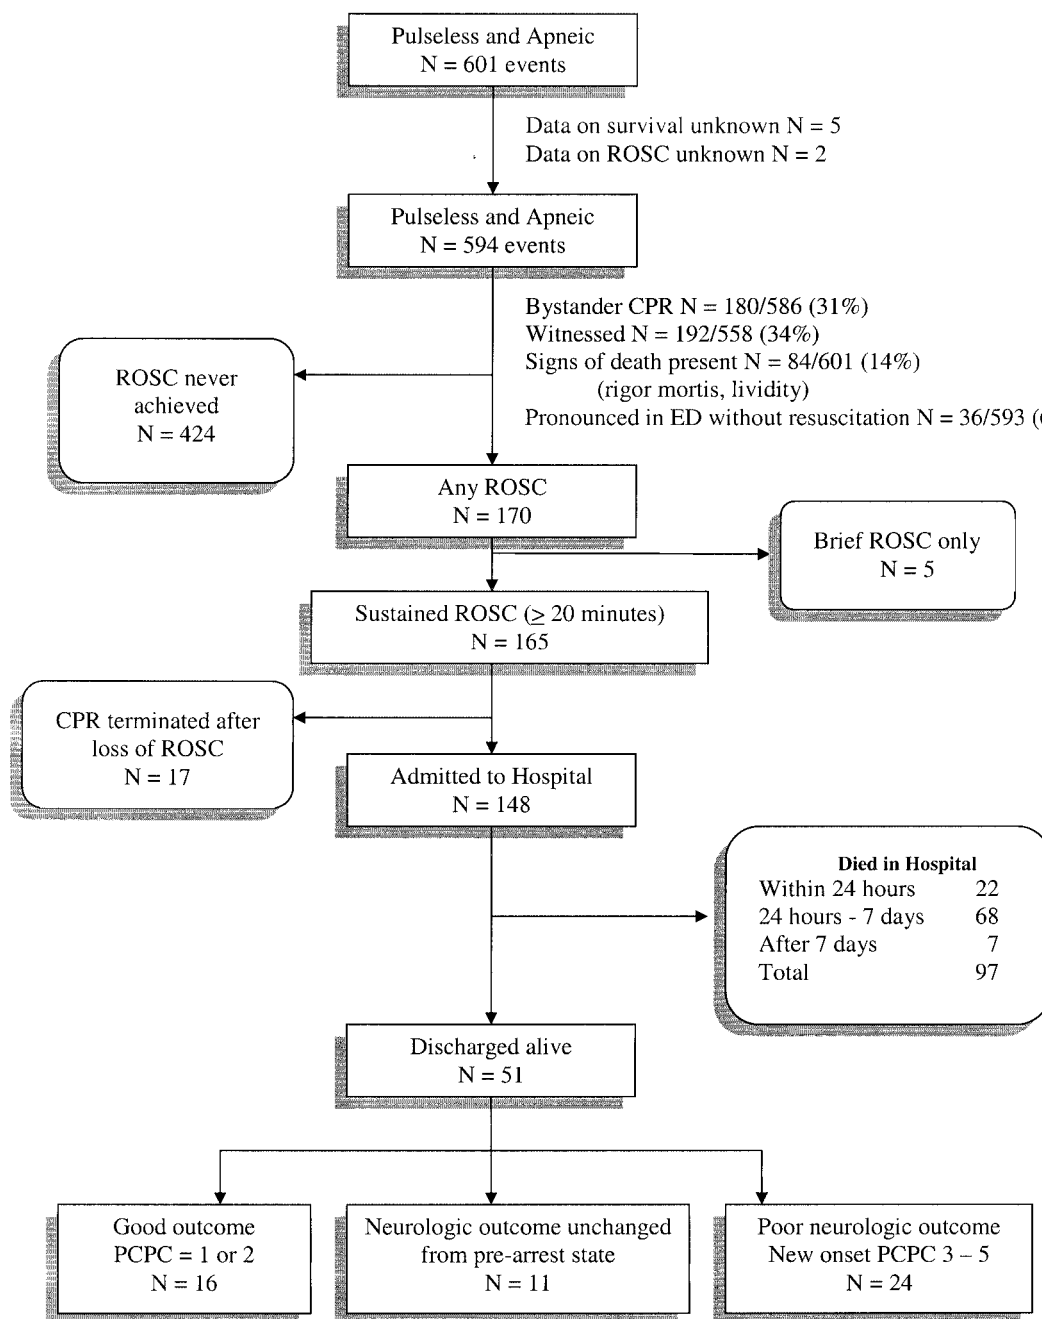 Pulseless and Apneic
N = 601 events
Data on survival unknown N = 5
Data on ROSC unknown N = 2
Pulseless and Apneic
N = 594 events
Bystander CPR N = 180/586 (31%)
Witnessed N = 192/558 (34%)
Signs of death present N = 84/601 (14%)
(rigor mortis, lividity)
Pronounced in ED without resuscitation N = 36/593 (
ROSC never
achieved
N = 424
Any ROSC
N = 170
Brief ROSC only
N = 5
Sustained ROSC (≥ 20 minutes)
N = 165
CPR terminated after
loss of ROSC
N = 17
Admitted to Hospital
N = 148
Died in Hospital
Within 24 hours 22
24 hours - 7 days 68
After 7 days 7
Total 97
Discharged alive
N = 51
Good outcome
PCPC = 1 or 2
N = 16
Neurologic outcome unchanged
from pre-arrest state
N = 11
Poor neurologic outcome
New onset PCPC 3 – 5
N = 24